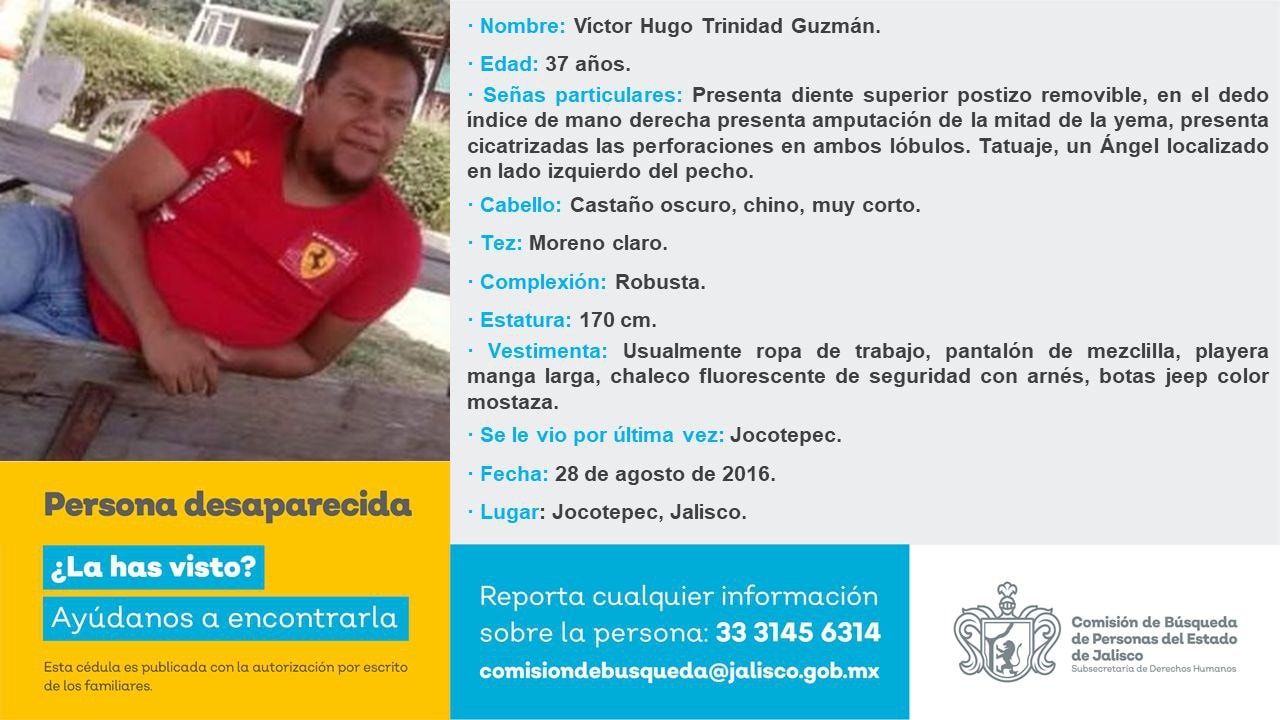 · Nombre: Víctor Hugo Trinidad Guzmán.
· Edad: 37 años.
· Señas particulares: Presenta diente superior postizo removible, en el dedo
índice de mano derecha presenta amputación de la mitad de la yema, presenta
cicatrizadas las perforaciones en ambos lóbulos. Tatuaje, un Ángel localizado
en lado izquierdo del pecho.
· Cabello: Castaño oscuro, chino, muy corto.
· Tez: Moreno claro.
· Complexión: Robusta.
· Estatura: 170 cm.
· Vestimenta: Usualmente ropa de trabajo, pantalón de mezclilla, playera
manga larga, chaleco fluorescente de seguridad con arnés, botas jeep color
mostaza.
· Se le vio por última vez: Jocotepec.
· Fecha: 28 de agosto de 2016.
· Lugar: Jocotepec, Jalisco.
Persona desaparecida
¿La has visto?
Ayúdanos a encontrarla
Esta cédula es publicada con la autorización por escrito
de los familiares.
Reporta cualquier información
sobre la persona: 33 3145 6314
comisiondebusqueda@jalisco.gob.mx
Comisión de Búsqueda
de Personas del Estado
de Jalisco
Subsecretaría de Derechos Humanos